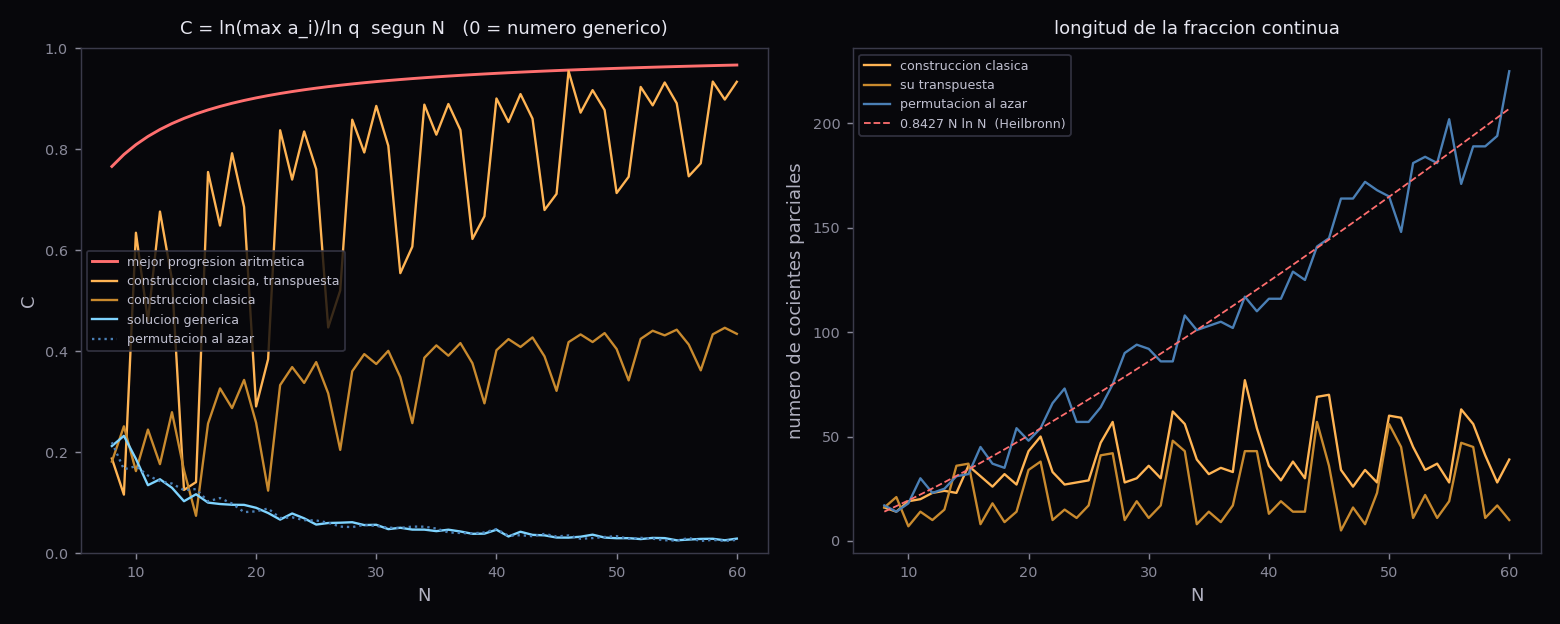 C = ln(max a_i)/ln q  segun N   (0 = numero generico)
1.0
0.8
0.6
0.4
0.2
0.0
C
mejor progresion aritmetica
construccion clasica, transpuesta
construccion clasica
solucion generica
permutacion al azar
10 20 30 40 50 60
N
longitud de la fraccion continua
construccion clasica
su transpuesta
permutacion al azar
0.8427 N ln N  (Heilbronn)
200
150
100
50
0
numero de cocientes parciales
10 20 30 40 50 60
N